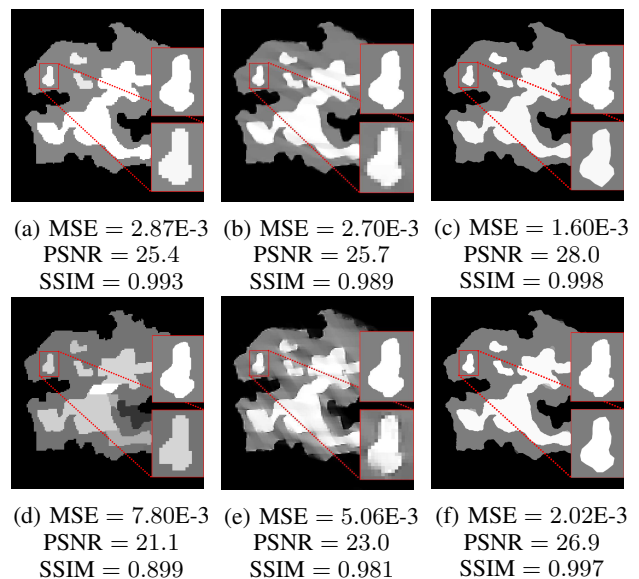 (a) MSE = 2.87E-3
PSNR = 25.4
SSIM = 0.993
(b) MSE = 2.70E-3
PSNR = 25.7
SSIM = 0.989
(c) MSE = 1.60E-3
PSNR = 28.0
SSIM = 0.998
(d) MSE = 7.80E-3
PSNR = 21.1
SSIM = 0.899
(e) MSE = 5.06E-3
PSNR = 23.0
SSIM = 0.981
(f) MSE = 2.02E-3
PSNR = 26.9
SSIM = 0.997